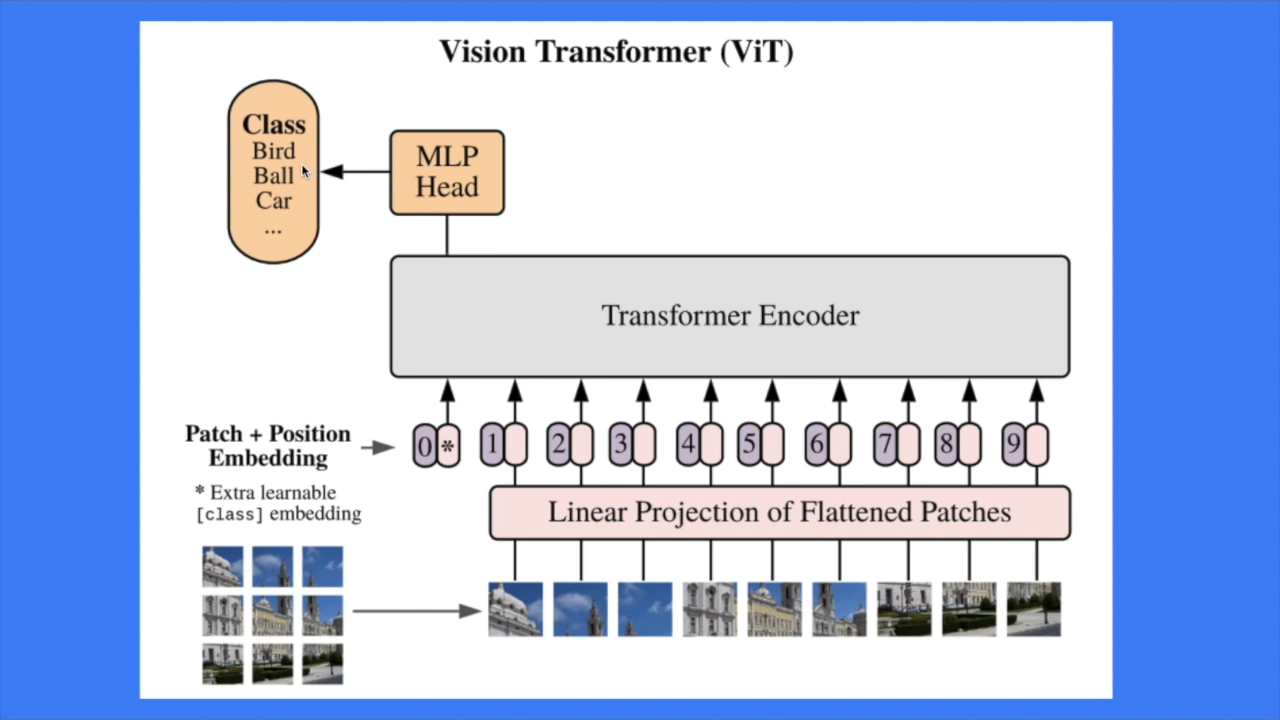 Vision Transformer (ViT)
Class
Bird
Ball
Car
...
MLP
Head
Transformer Encoder
Patch + Position
Embedding
0 * 1 2 3 4 5 6 7 8 9
* Extra learnable
[class] embedding
Linear Projection of Flattened Patches